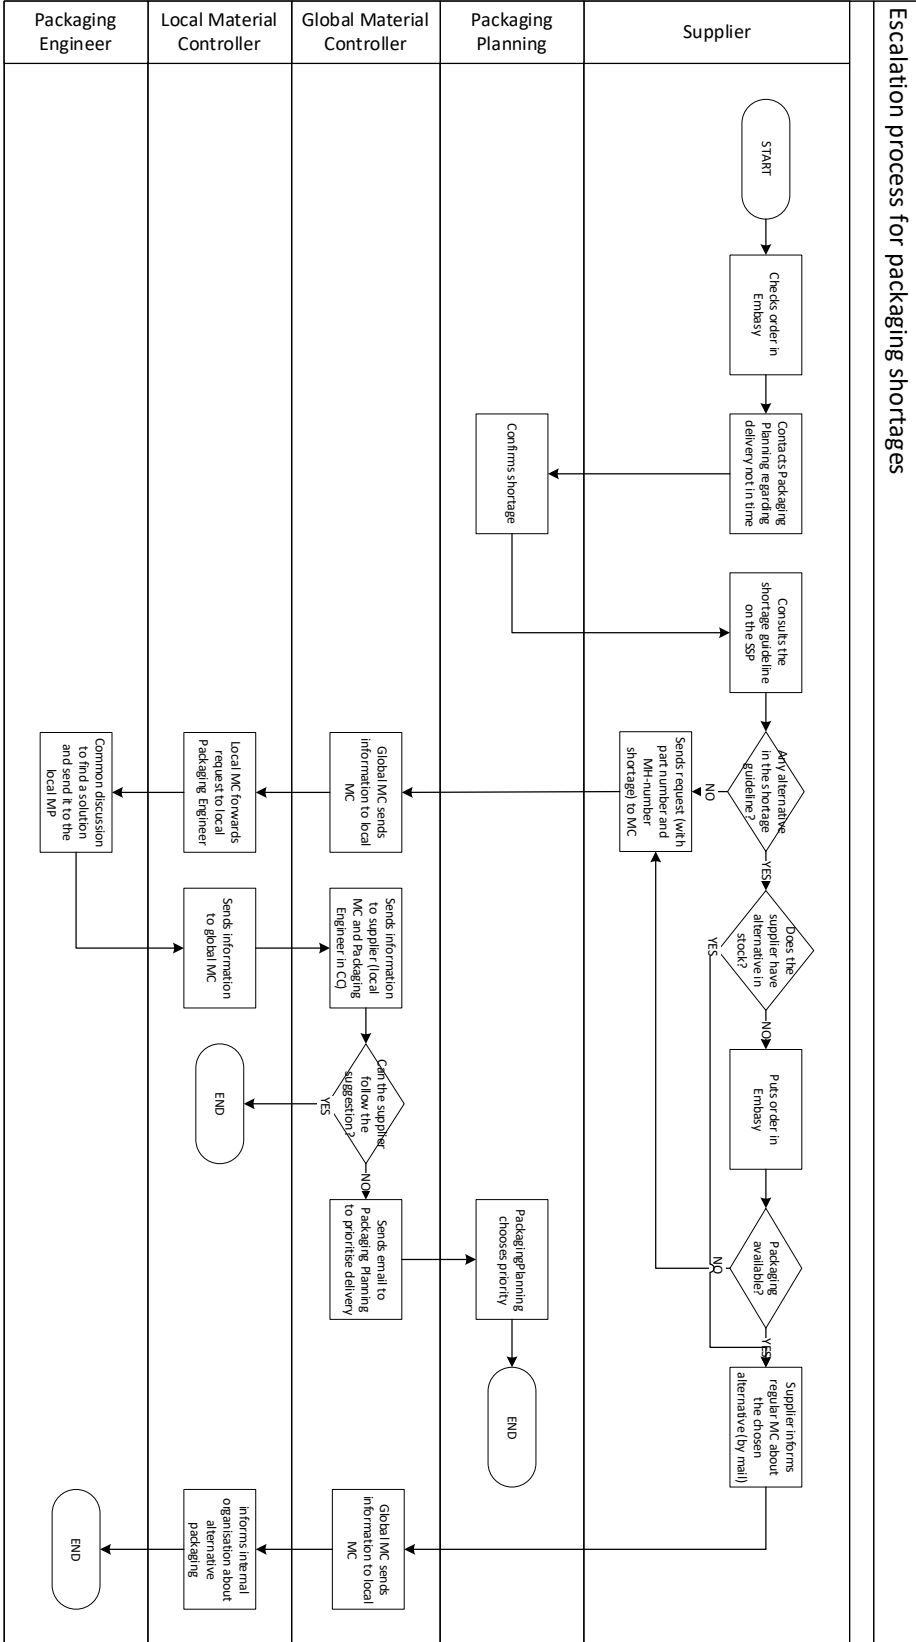 Escalation process for packaging shortages
Packaging
Engineer
Local Material
Controller
Global Material
Controller
Packaging
Planning
Supplier
START
Checks order in
Embasy
Contacts Packaging
Planning regarding
delivery not in time
Confirms shortage
Consults the
shortage guideline
on the SSP
Any alternative
in the shortage
guideline?
NO
YES
Sends request (with
part number and
MH-number
shortage) to MC
Global MC sends
information to local
MC
Local MC forwards
request to local
Packaging Engineer
Common discussion
to find a solution
and send it to the
local MP
Does the
supplier have
alternative in
stock?
YES
NO
Sends information
to supplier (local
MC and Packaging
Engineer in CC)
Sends information
to global MC
Puts order in
Embasy
Can the supplier
follow the
suggestion?
YES
NO
END
Packaging
available?
NO
YES
PackagingPlanning
chooses priority
Sends email to
Packaging Planning
to prioritise delivery
END
Supplier informs
regular MC about
the chosen
alternative (by mail)
Global MC sends
information to local
MC
informs internal
organisation about
alternative
packaging
END